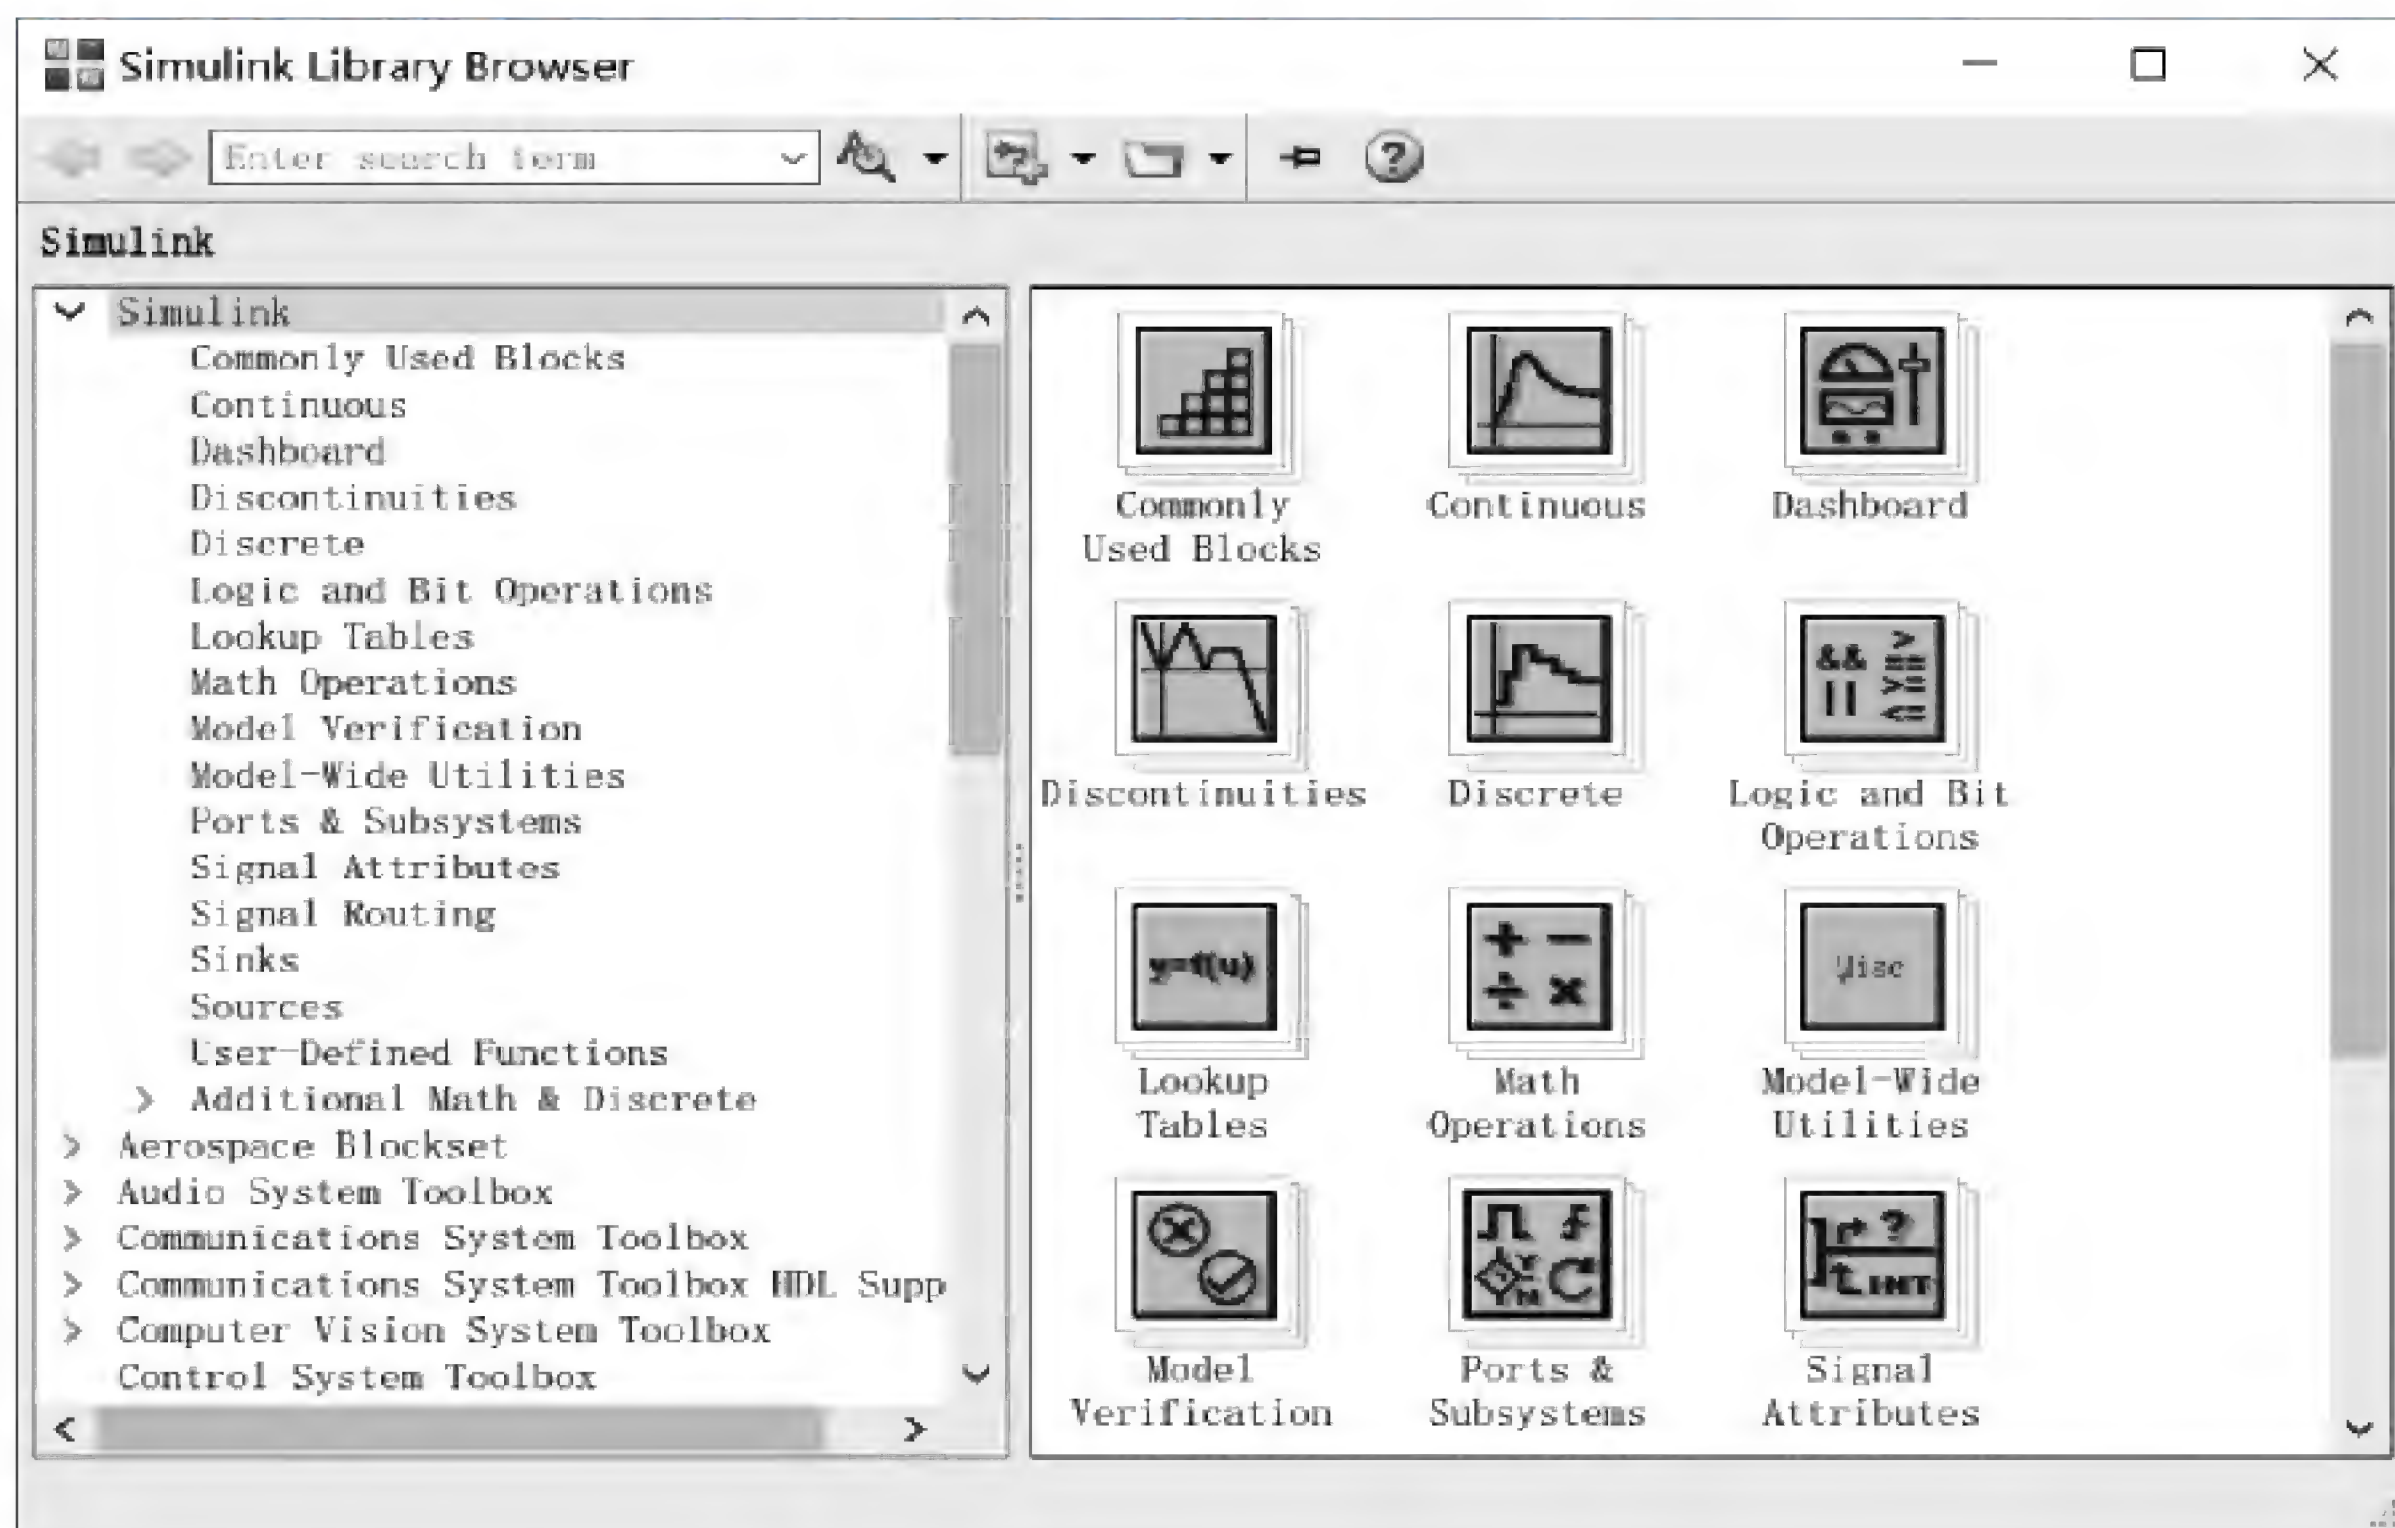 Simulink Library Browser
Enter search term
Simulink
Simulink
Commonly Used Blocks
Continuous
Dashboard
Discontinuities
Discrete
Logic and Bit Operations
Lookup Tables
Math Operations
Model Verification
Model-Wide Utilities
Ports & Subsystems
Signal Attributes
Signal Routing
Sinks
Sources
User-Defined Functions
Additional Math & Discrete
Aerospace Blockset
Audio System Toolbox
Communications System Toolbox
Communications System Toolbox HDL Supp
Computer Vision System Toolbox
Control System Toolbox
Commonly
Used Blocks
Continuous
Dashboard
Discontinuities
Discrete
&& > ==
|| >= <=
Logic and Bit
Operations
y=f(u)
Lookup
Tables
+ −
÷ ×
Math
Operations
Misc
Model-Wide
Utilities
Model
Verification
Ports &
Subsystems
?
INT
Signal
Attributes